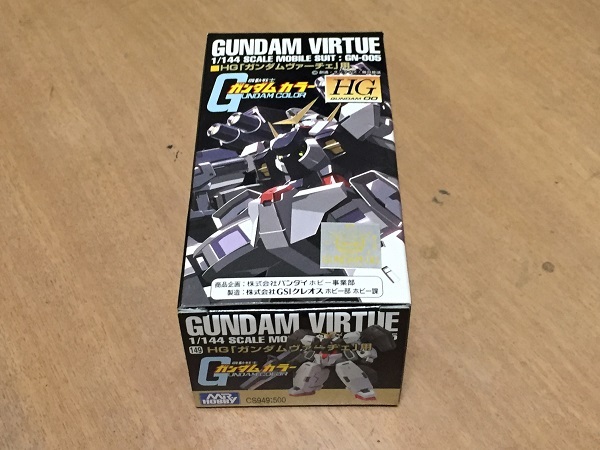 GUNDAM VIRTUE
1/144 SCALE MOBILE SUIT : GN-005
■HG「ガンダムヴァーチェ」用
機動戦士
ガンダムカラー
GUNDAM COLOR
HG
GUNDAM 00
商品企画：株式会社バンダイ ホビー事業部
製造：株式会社GSIクレオス ホビー部 ホビー課
GUNDAM VIRTUE
1/144 SCALE MO
149 HG「ガンダムヴァーチェ」用
機動戦士
ガンダムカラー
GUNDAM COLOR
MR hobby
CS949:500